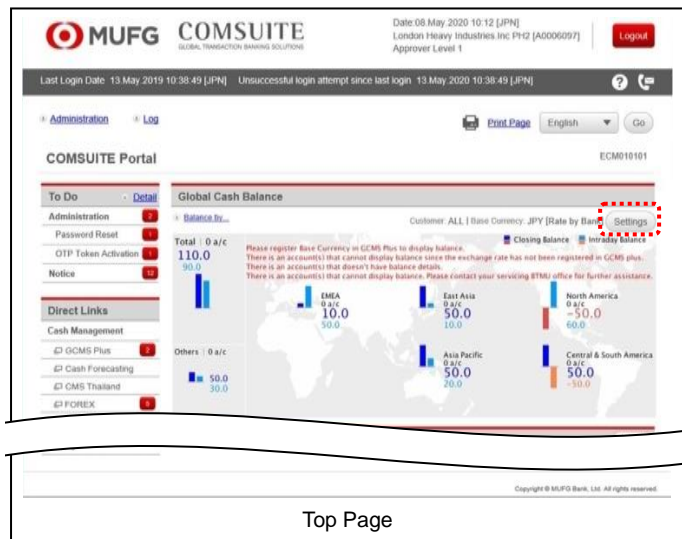 MUFG COMSUITE
GLOBAL TRANSACTION BANKING SOLUTIONS
Date:08.May.2020 10:12 [JPN]
London Heavy Industries.Inc PH2 [A0006097]
Approver Level 1
Logout
Last Login Date 13.May.2019 10:38:49 [JPN] Unsuccessful login attempt since last login 13.May.2020 10:38:49 [JPN]
?
Administration Log
Print Page English Go
COMSUITE Portal
ECM010101
To Do Detail
Administration 2
Password Reset 1
OTP Token Activation 1
Notice 12
Direct Links
Cash Management
GCMS Plus 2
Cash Forecasting
CMS Thailand
FOREX 5
Global Cash Balance
Balance by...
Customer: ALL | Base Currency: JPY [Rate by Bank
Settings
Closing Balance Intraday Balance
Total 0 a/c
110.0
90.0
Please register Base Currency in GCMS Plus to display balance.
There is an account(s) that cannot display balance since the exchange rate has not been registered in GCMS plus.
There is an account(s) that doesn't have balance details.
There is an account(s) that cannot display balance. Please contact your servicing BTMU office for further assistance.
EMEA
0 a/c
10.0
50.0
East Asia
0 a/c
50.0
10.0
North America
0 a/c
-50.0
60.0
Others 0 a/c
50.0
30.0
Asia Pacific
0 a/c
50.0
20.0
Central & South America
0 a/c
50.0
-50.0
Copyright © MUFG Bank, Ltd. All rights reserved.
Top Page